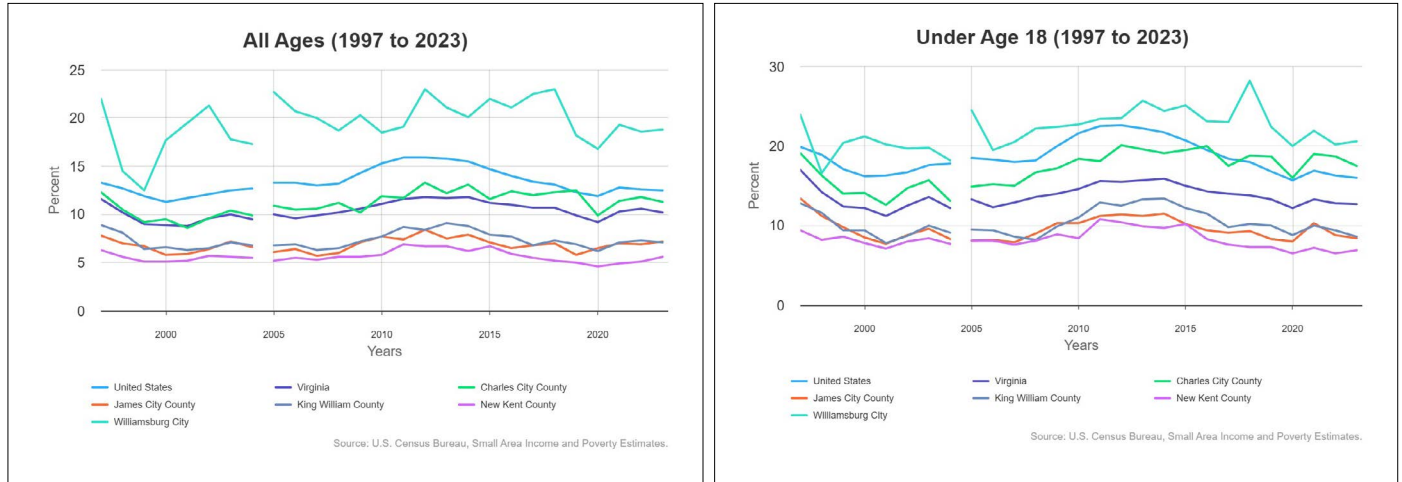 All Ages (1997 to 2023)
25
20
15
10
5
0
Percent
2000
2005
2010
2015
2020
Years
United States
Virginia
Charles City County
James City County
King William County
New Kent County
Williamsburg City
Source: U.S. Census Bureau, Small Area Income and Poverty Estimates.
Under Age 18 (1997 to 2023)
30
20
10
0
Percent
2000
2005
2010
2015
2020
Years
United States
Virginia
Charles City County
James City County
King William County
New Kent County
Williamsburg City
Source: U.S. Census Bureau, Small Area Income and Poverty Estimates.